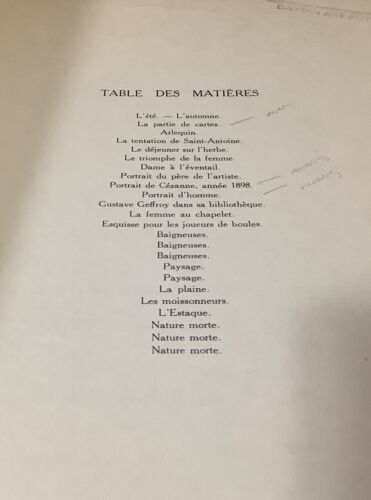 TABLE DES MATIÈRES
L'été. — L'automne.
La partie de cartes.
Arlequin.
La tentation de Saint-Antoine.
Le déjeuner sur l'herbe.
Le triomphe de la femme.
Dame à l'éventail.
Portrait du père de l'artiste.
Portrait de Cézanne, année 1898.
Portrait d'homme.
Gustave Geffroy dans sa bibliothèque.
La femme au chapelet.
Esquisse pour les joueurs de boules.
Baigneuses.
Baigneuses.
Baigneuses.
Paysage.
Paysage.
La plaine.
Les moissonneurs.
L'Estaque.
Nature morte.
Nature morte.
Nature morte.